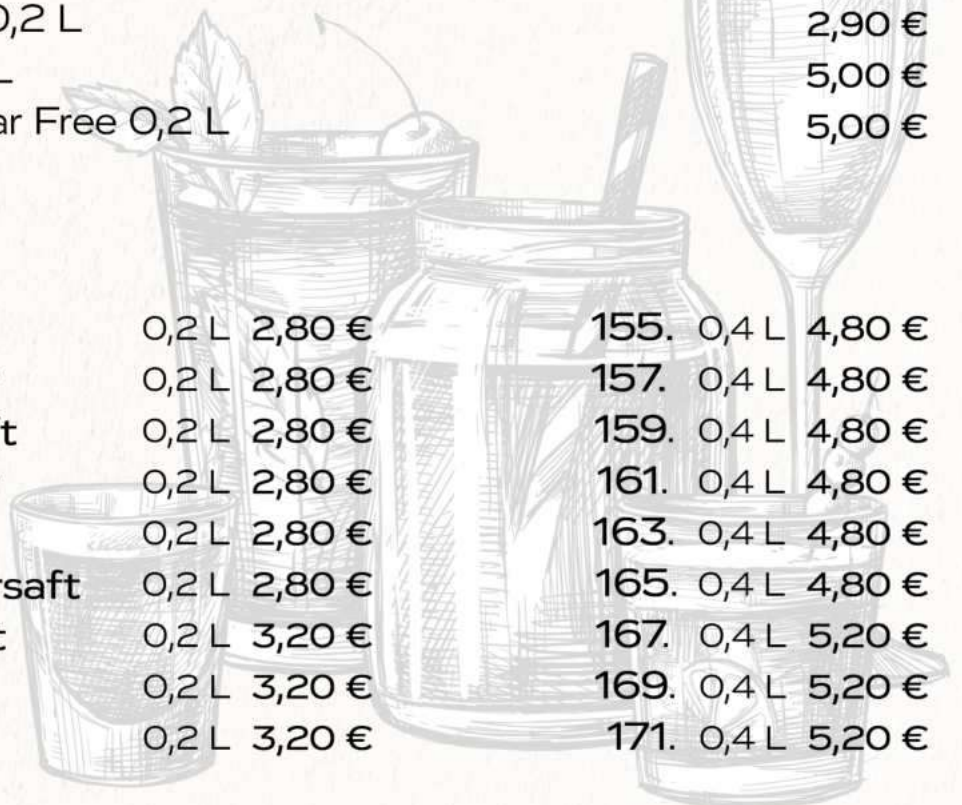 0,2 L 2,90 €
L 5,00 €
ar Free 0,2 L 5,00 €
0,2 L 2,80 € 155. 0,4 L 4,80 €
0,2 L 2,80 € 157. 0,4 L 4,80 €
t 0,2 L 2,80 € 159. 0,4 L 4,80 €
0,2 L 2,80 € 161. 0,4 L 4,80 €
0,2 L 2,80 € 163. 0,4 L 4,80 €
rsaft 0,2 L 2,80 € 165. 0,4 L 4,80 €
t 0,2 L 3,20 € 167. 0,4 L 5,20 €
0,2 L 3,20 € 169. 0,4 L 5,20 €
0,2 L 3,20 € 171. 0,4 L 5,20 €